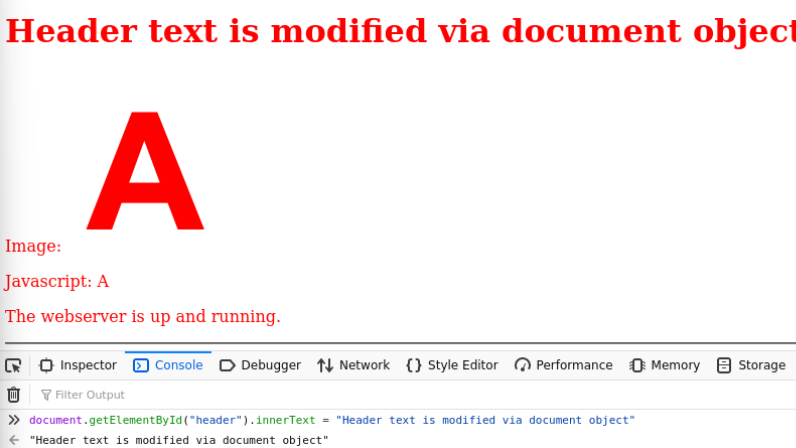 Header text is modified via document object
A
Image:
Javascript: A
The webserver is up and running.
Inspector Console Debugger Network {} Style Editor Performance Memory Storage
Filter Output
» document.getElementById("header").innerText = "Header text is modified via document object"
← "Header text is modified via document object"